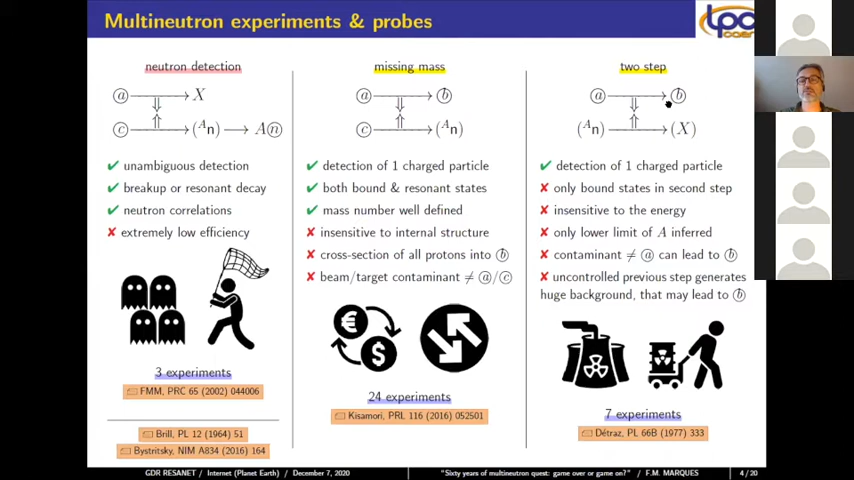 Multineutron experiments & probes
lpc
caen
neutron detection
ⓐ X
ⓒ (ᴬn) Aⓝ
✔ unambiguous detection
✔ breakup or resonant decay
✔ neutron correlations
✘ extremely low efficiency
3 experiments
FMM, PRC 65 (2002) 044006
Brill, PL 12 (1964) 51
Bystritsky, NIM A834 (2016) 164
missing mass
ⓐ ⓑ
ⓒ (ᴬn)
✔ detection of 1 charged particle
✔ both bound & resonant states
✔ mass number well defined
✘ insensitive to internal structure
✘ cross-section of all protons into ⓑ
✘ beam/target contaminant ≠ ⓐ/ⓒ
€
$
24 experiments
Kisamori, PRL 116 (2016) 052501
two step
ⓐ ⓑ
(ᴬn) (X)
✔ detection of 1 charged particle
✘ only bound states in second step
✘ insensitive to the energy
✘ only lower limit of A inferred
✘ contaminant ≠ ⓐ can lead to ⓑ
✘ uncontrolled previous step generates
huge background, that may lead to ⓑ
7 experiments
Détraz, PL 66B (1977) 333
GDR RESANET / Internet (Planet Earth) / December 7, 2020
"Sixty years of multineutron quest: game over or game on?" / F.M. MARQUES
4 / 20